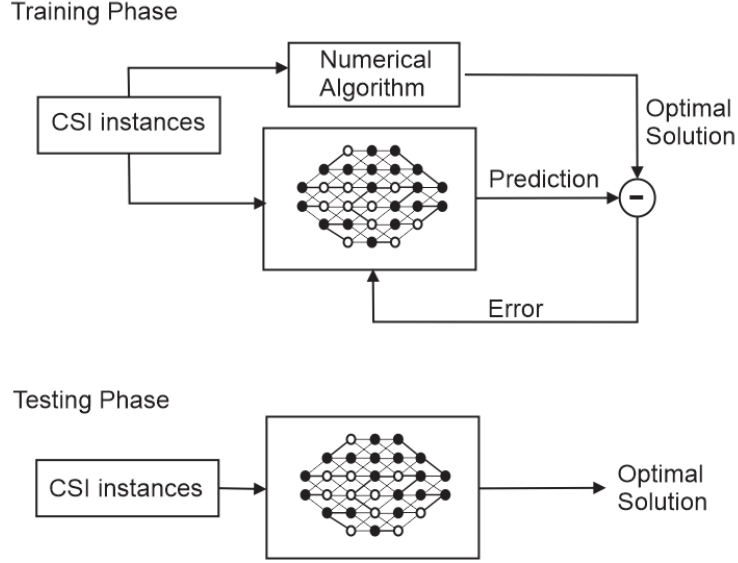 Training Phase
Numerical
Algorithm
CSI instances
Optimal
Solution
Prediction
-
Error
Testing Phase
CSI instances
Optimal
Solution